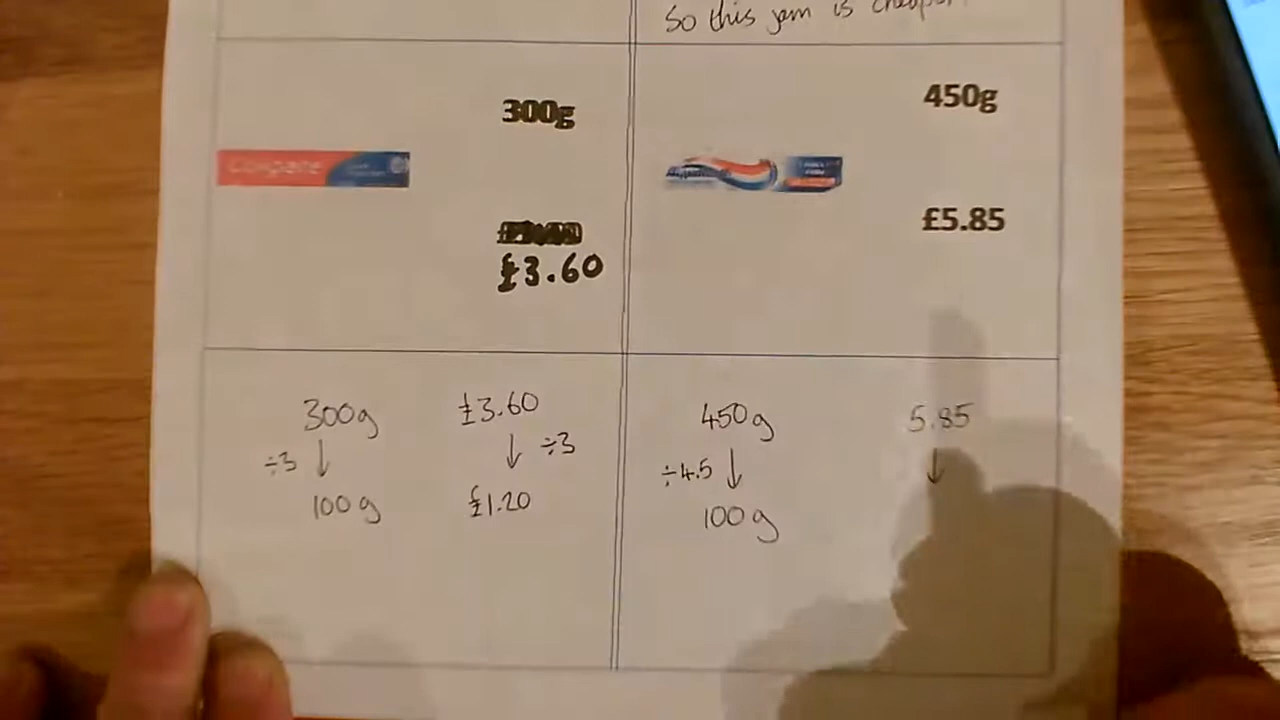 So this jam is cheaper.
300g
Colgate
£3.60
450g
£5.85
300g £3.60
÷3 ↓ ↓ ÷3
100g £1.20
450g 5.85
÷4.5 ↓ ↓
100g